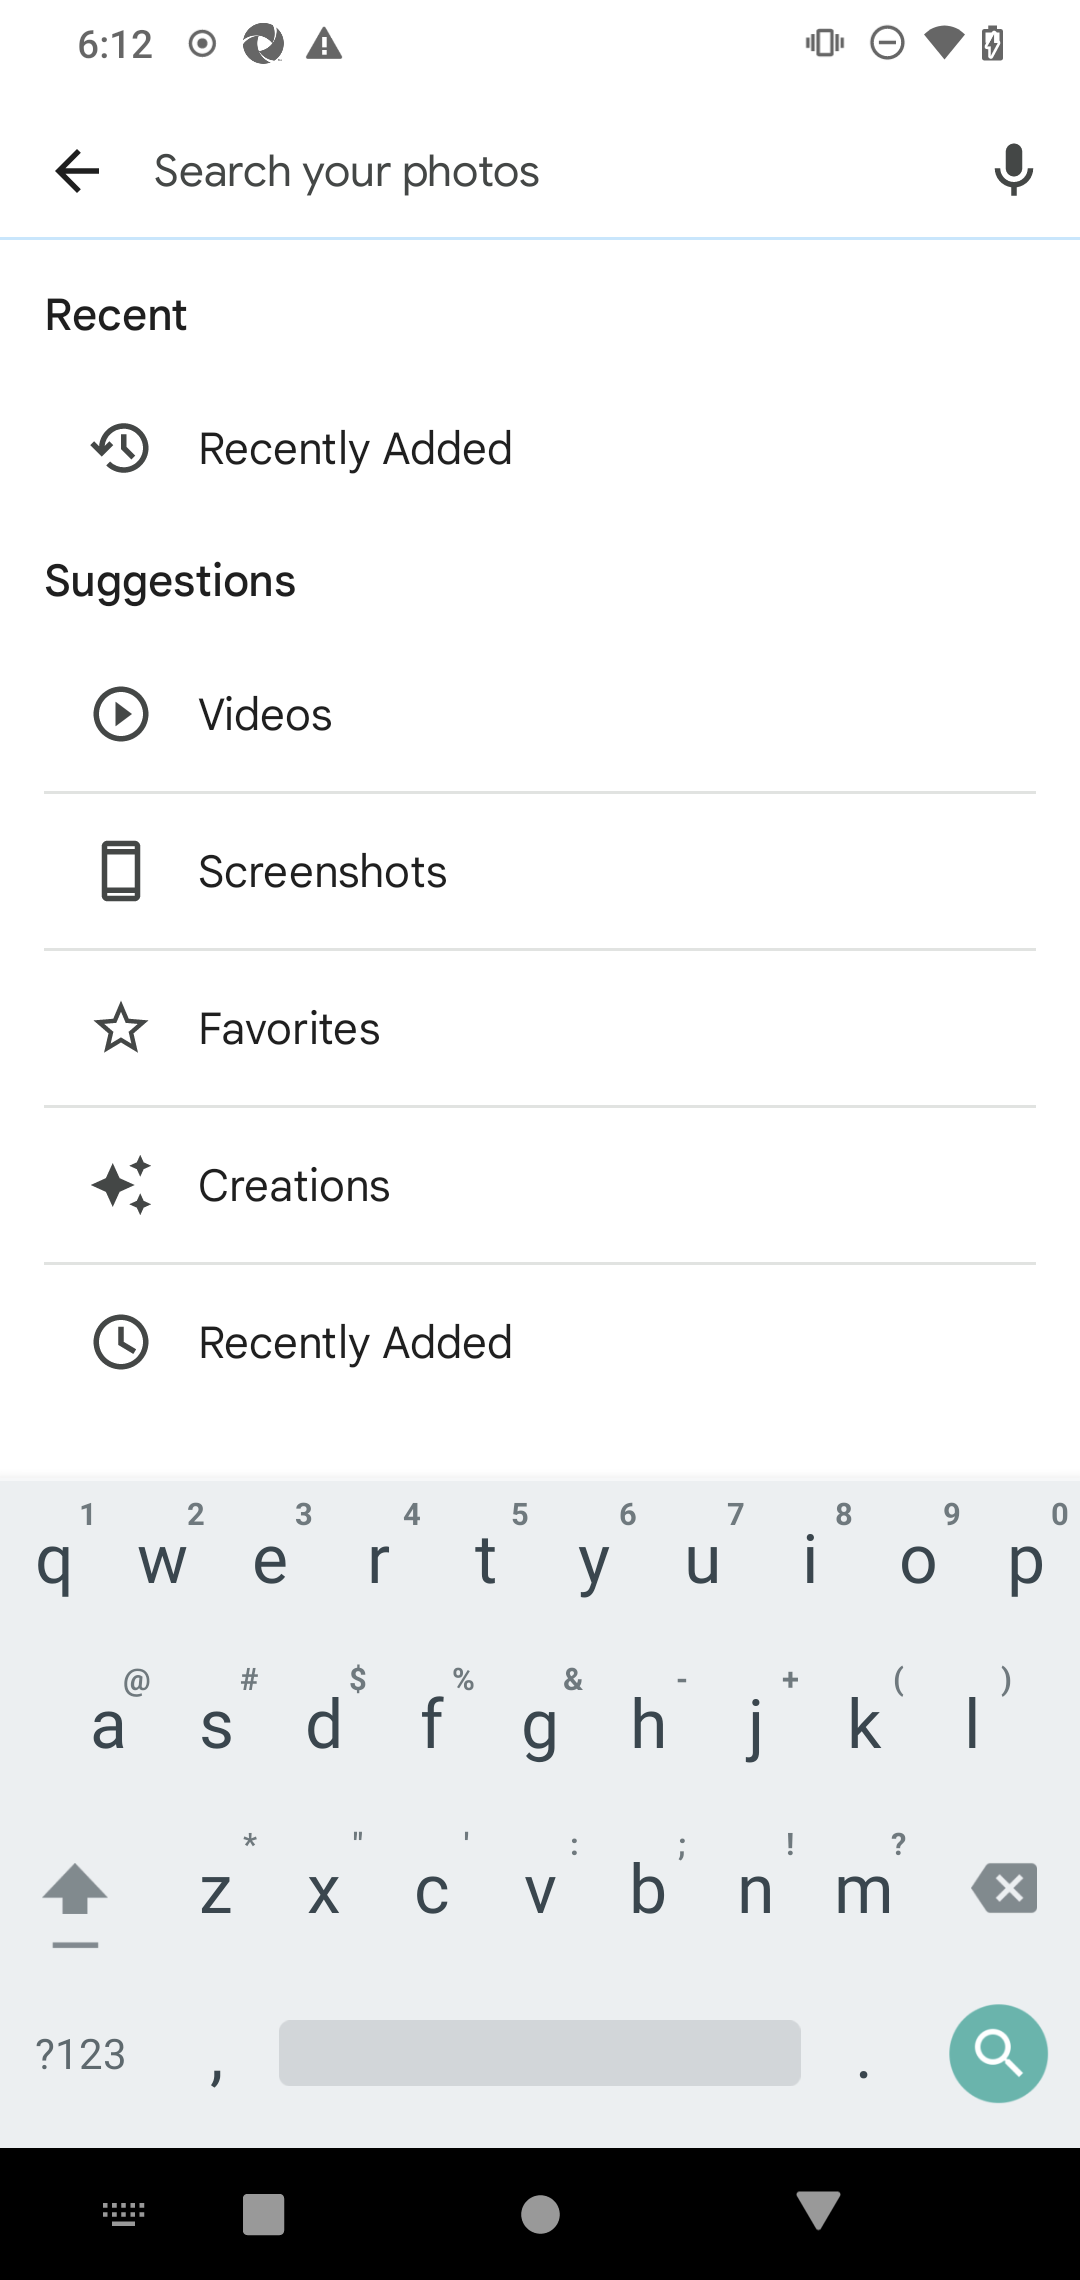 6:12
Search your photos
Recent
Recently Added
Suggestions
Videos
Screenshots
Favorites
Creations
Recently Added
1 2 3 4 5 6 7 8 9 0
q w e r t y u i o p
@ # $ % & - + ( )
a s d f g h j k l
* " ' : ; ! ?
z x c v b n m
?123 , .